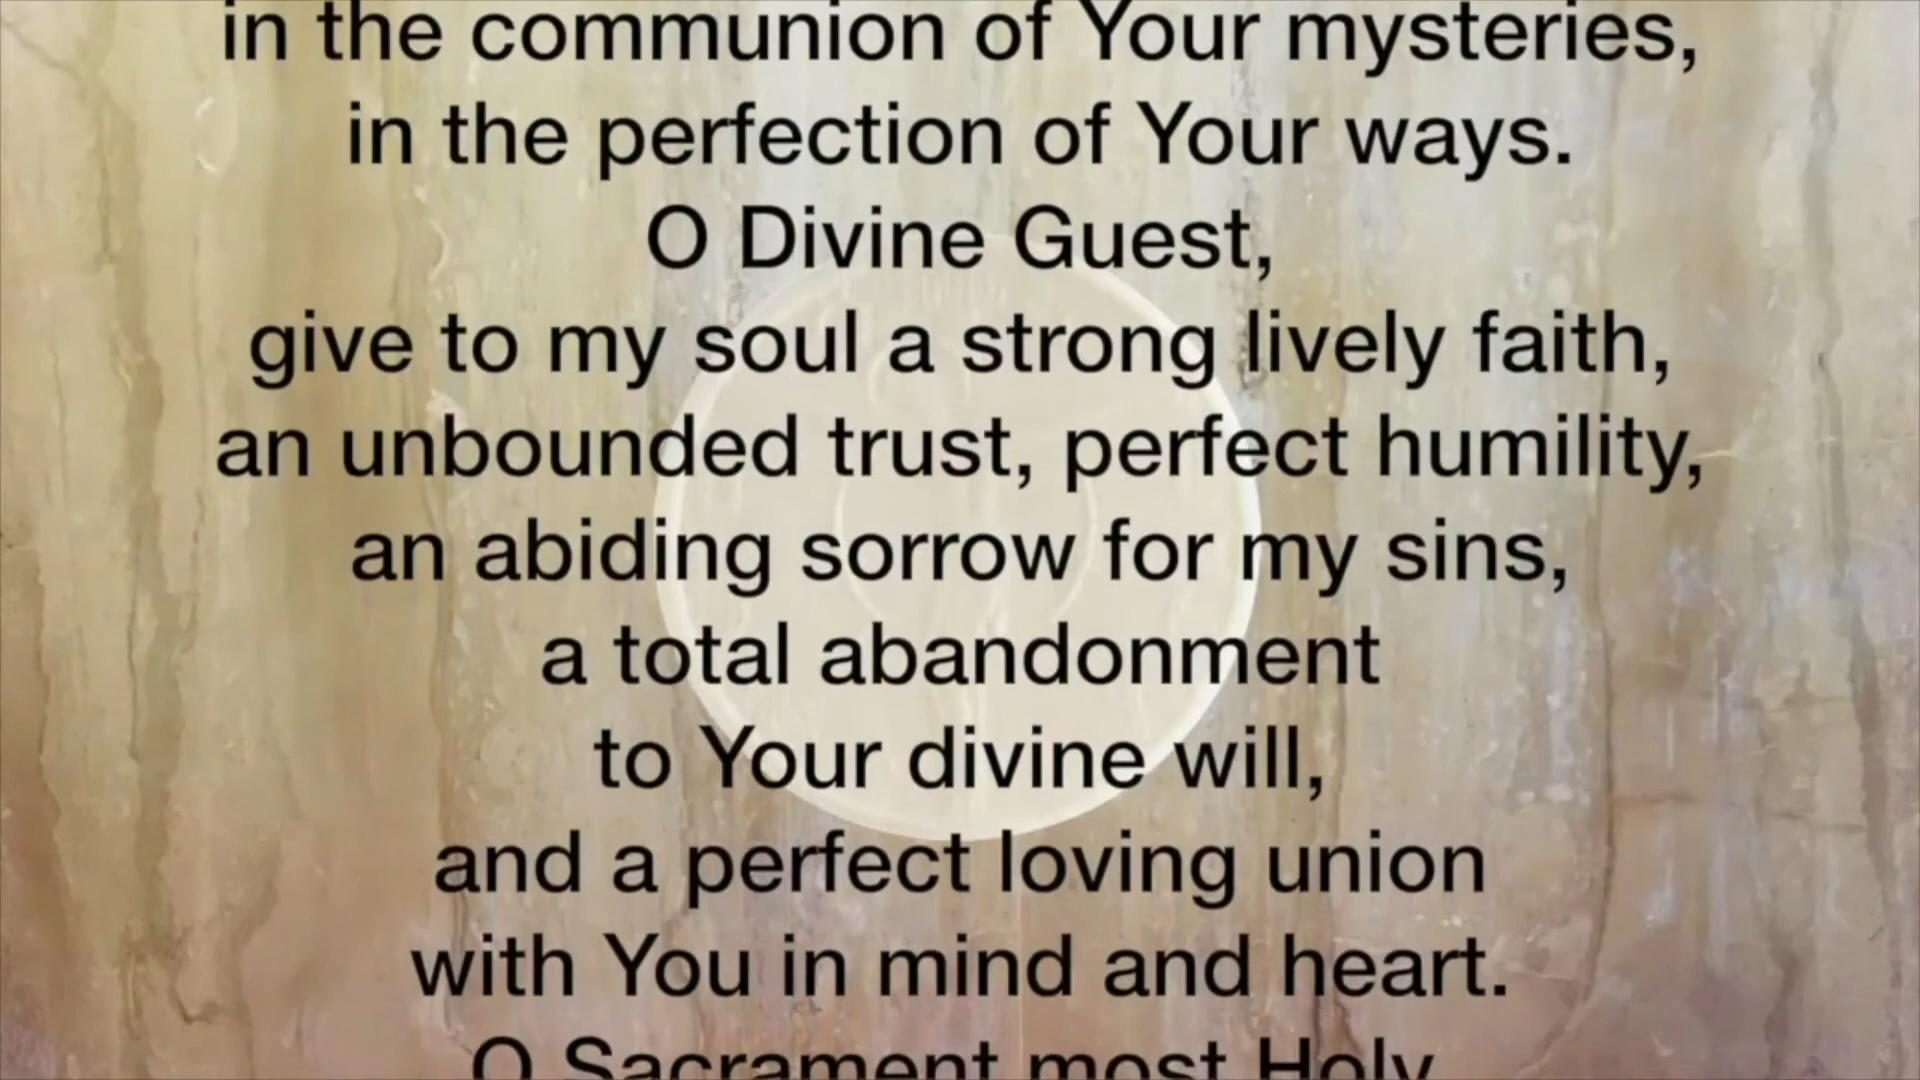 in the communion of Your mysteries,
in the perfection of Your ways.
O Divine Guest,
give to my soul a strong lively faith,
an unbounded trust, perfect humility,
an abiding sorrow for my sins,
a total abandonment
to Your divine will,
and a perfect loving union
with You in mind and heart.
O Sacrament most Holy